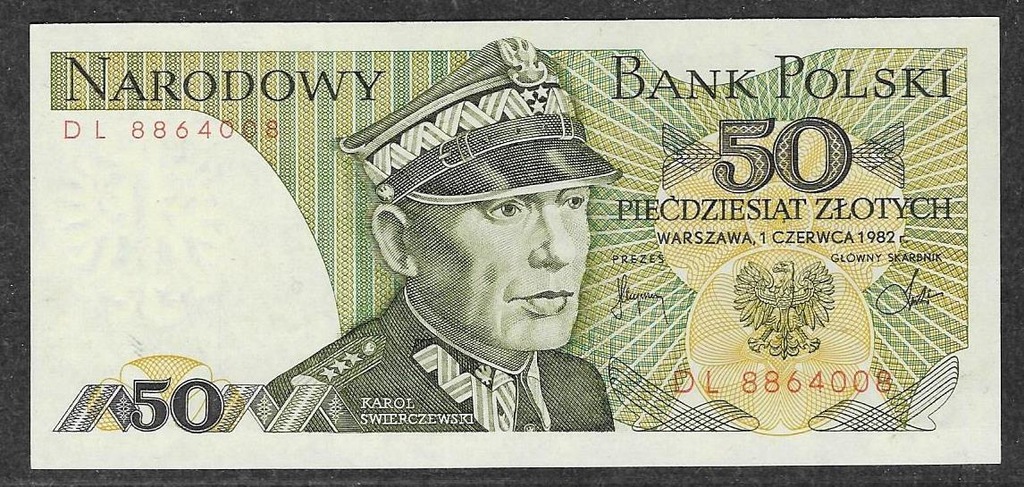 NARODOWY BANK POLSKI
DL 8864008
50
PIĘĆDZIESIĄT ZŁOTYCH
WARSZAWA, 1 CZERWCA 1982 r.
PREZES GŁÓWNY SKARBNIK
DL 8864008
50
KAROL
ŚWIERCZEWSKI